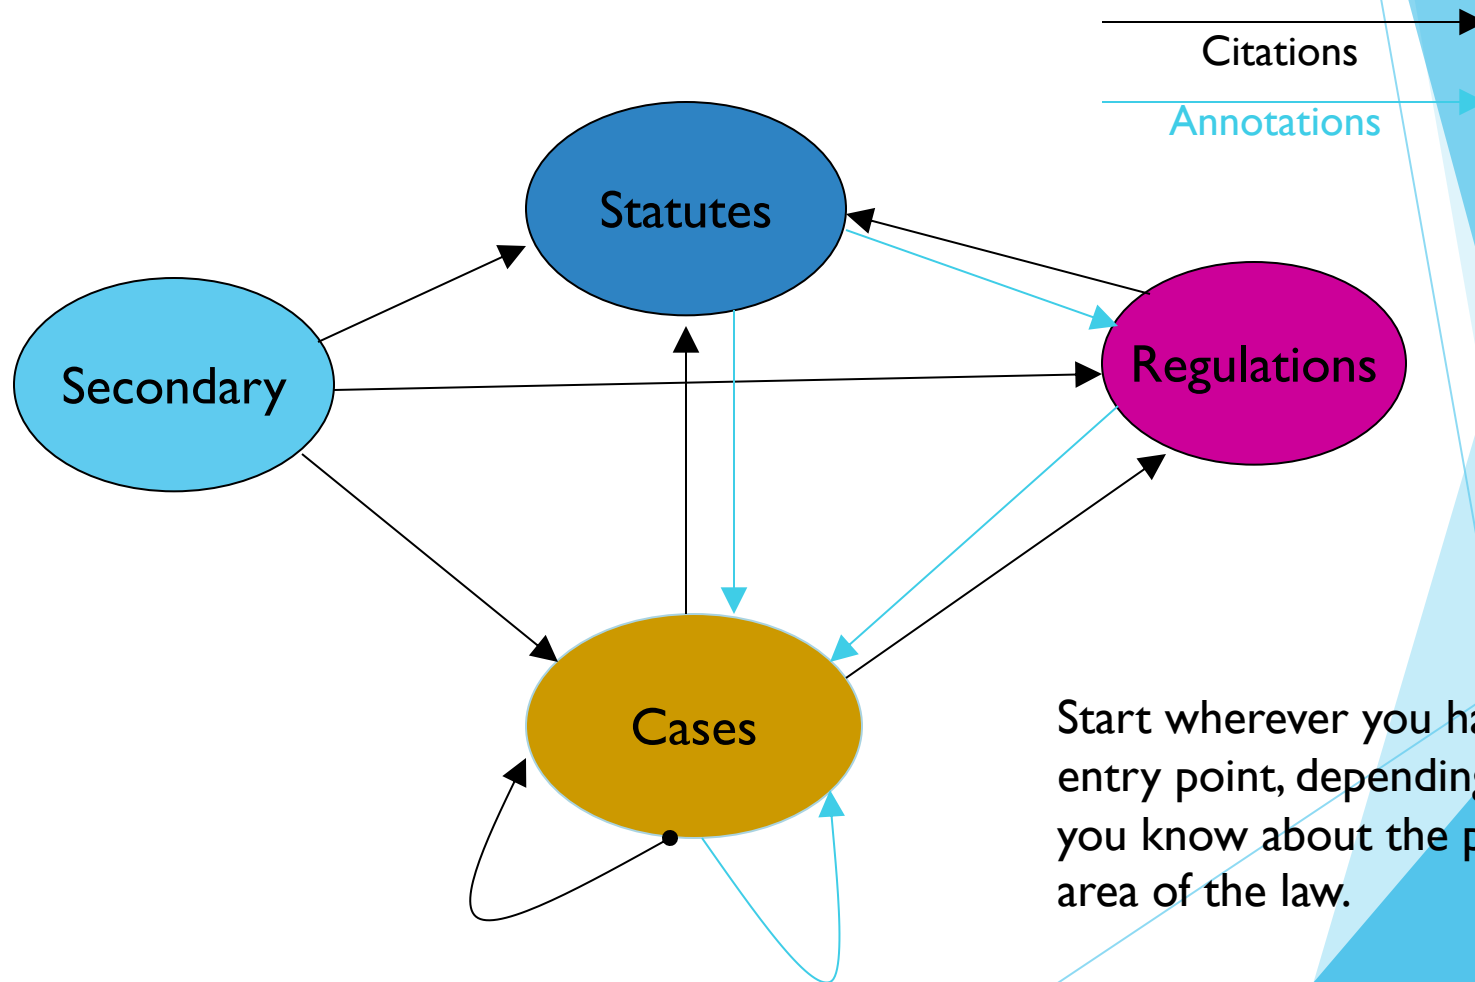 Citations
Annotations
Statutes
Secondary
Regulations
Cases
Start wherever you
entry point,
you know about the
area of the law.